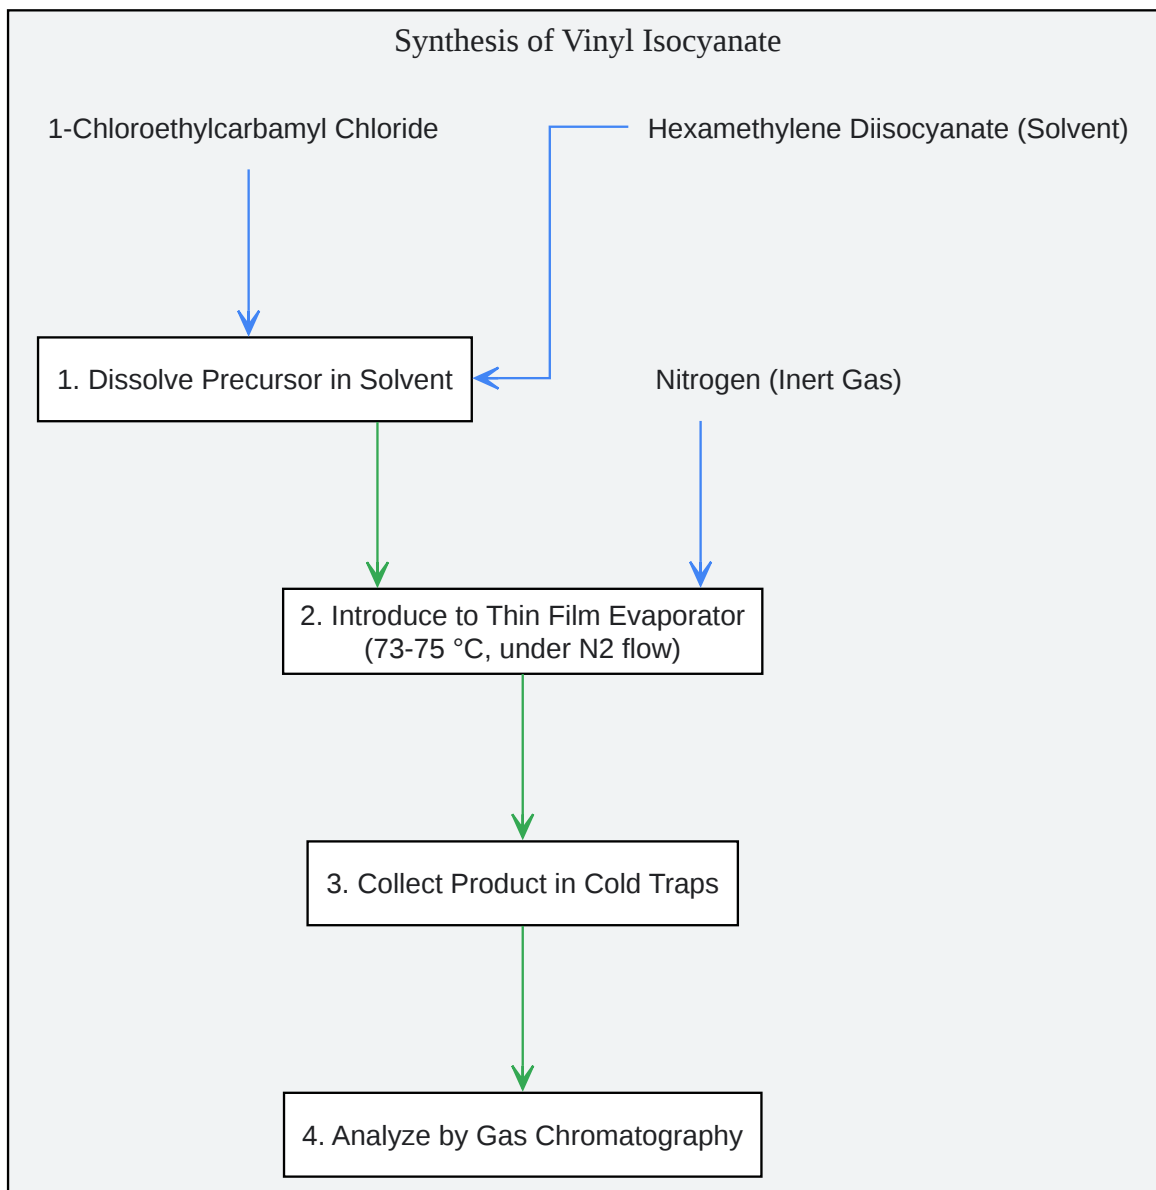 Synthesis of Vinyl Isocyanate
1-Chloroethylcarbamyl Chloride
Hexamethylene Diisocyanate (Solvent)
1. Dissolve Precursor in Solvent
Nitrogen (Inert Gas)
2. Introduce to Thin Film Evaporator
(73-75 °C, under N2 flow)
3. Collect Product in Cold Traps
4. Analyze by Gas Chromatography